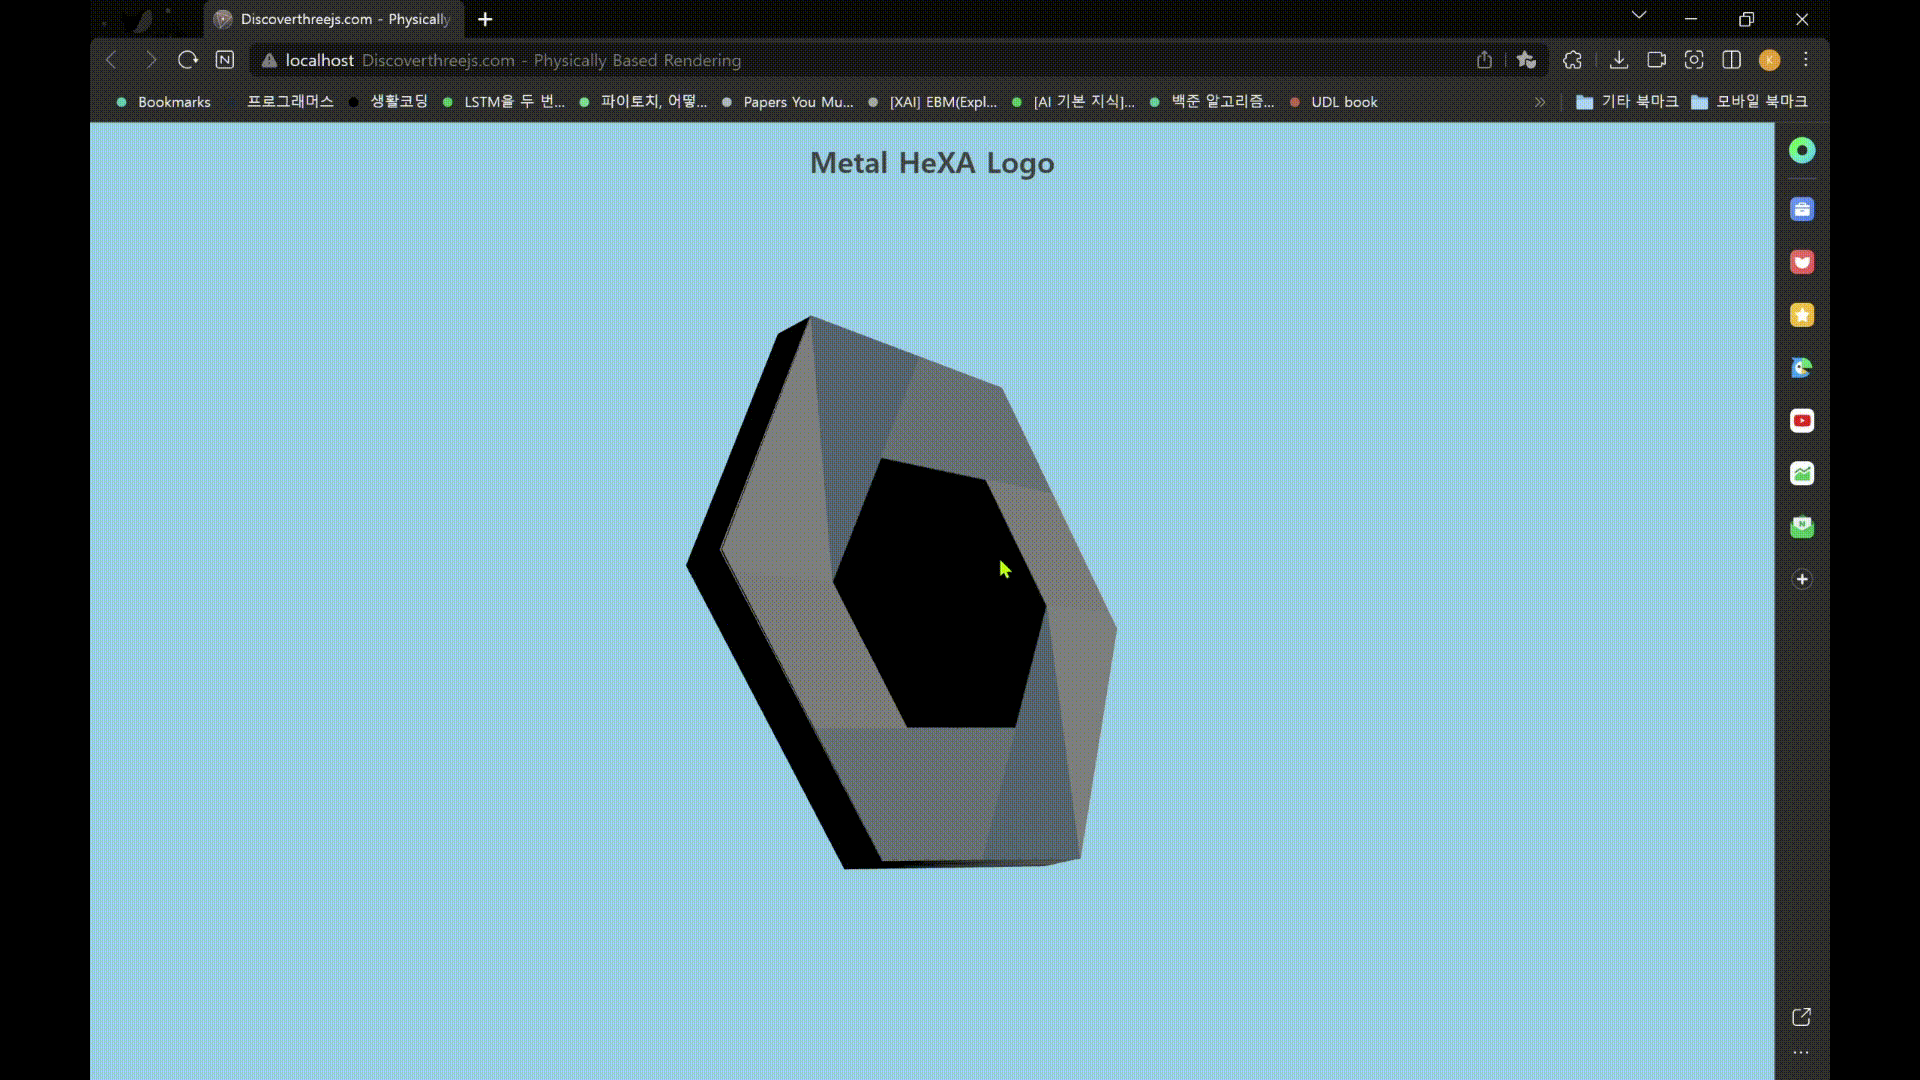 Discoverthreejs.com - Physically
localhost Discoverthreejs.com - Physically Based Rendering
K
Bookmarks 프로그래머스 생활코딩 LSTM을 두 번... 파이토치, 어떻... Papers You Mu... [XAI] EBM(Expl... [AI 기본 지식]... 백준 알고리즘... UDL book » 기타 북마크 모바일 북마크
Metal HeXA Logo